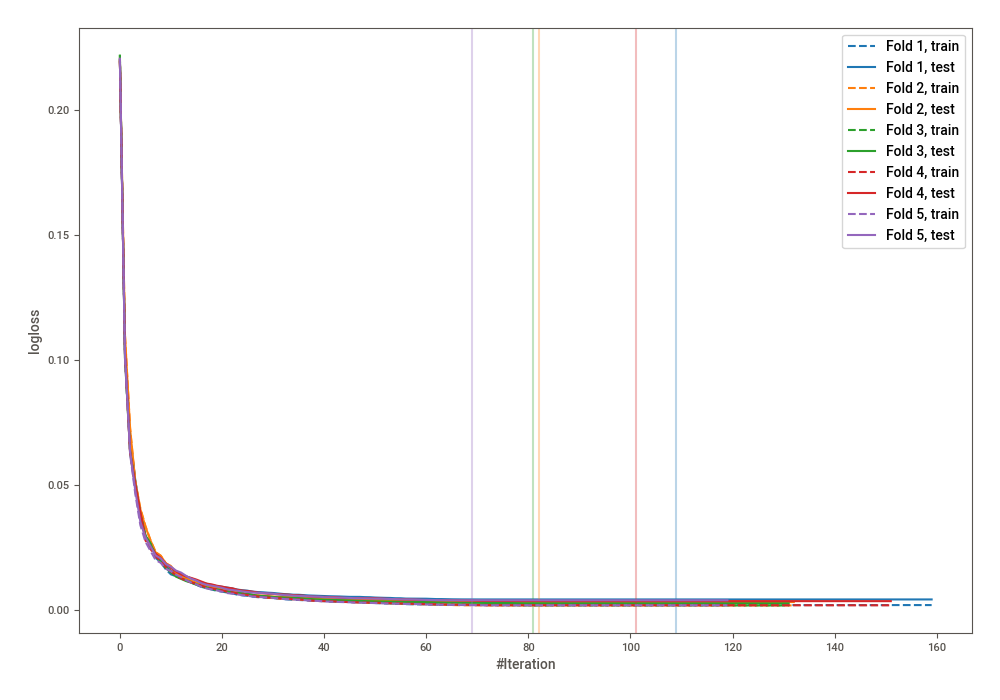 Fold 1, train
Fold 1, test
Fold 2, train
Fold 2, test
Fold 3, train
Fold 3, test
Fold 4, train
Fold 4, test
Fold 5, train
Fold 5, test
0.20
0.15
0.10
0.05
0.00
logloss
0 20 40 60 80 100 120 140 160
#Iteration